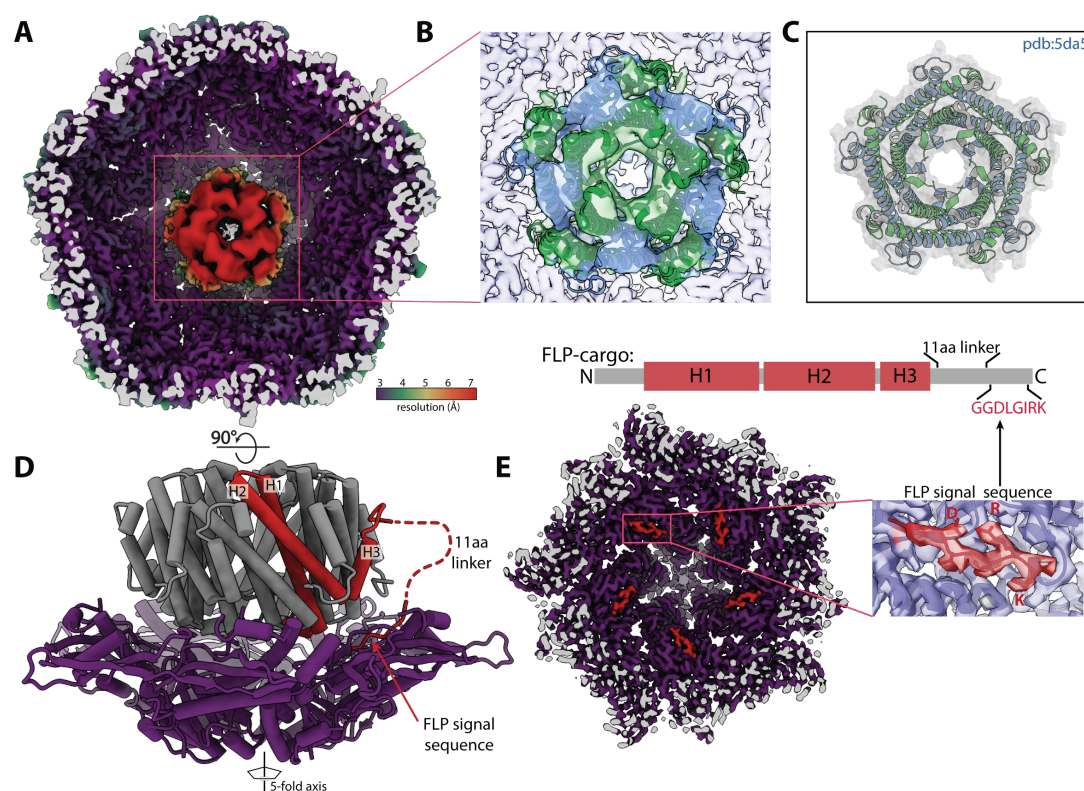 A
B
C
pdb:5da5
3 4 5 6 7
resolution (Å)
11aa linker
FLP-cargo:
N H1 H2 H3 C
GGDLGIRK
90°
D
H2
H1
H3
11aa
linker
FLP signal
sequence
5-fold axis
E
FLP signal sequence
D
R
K